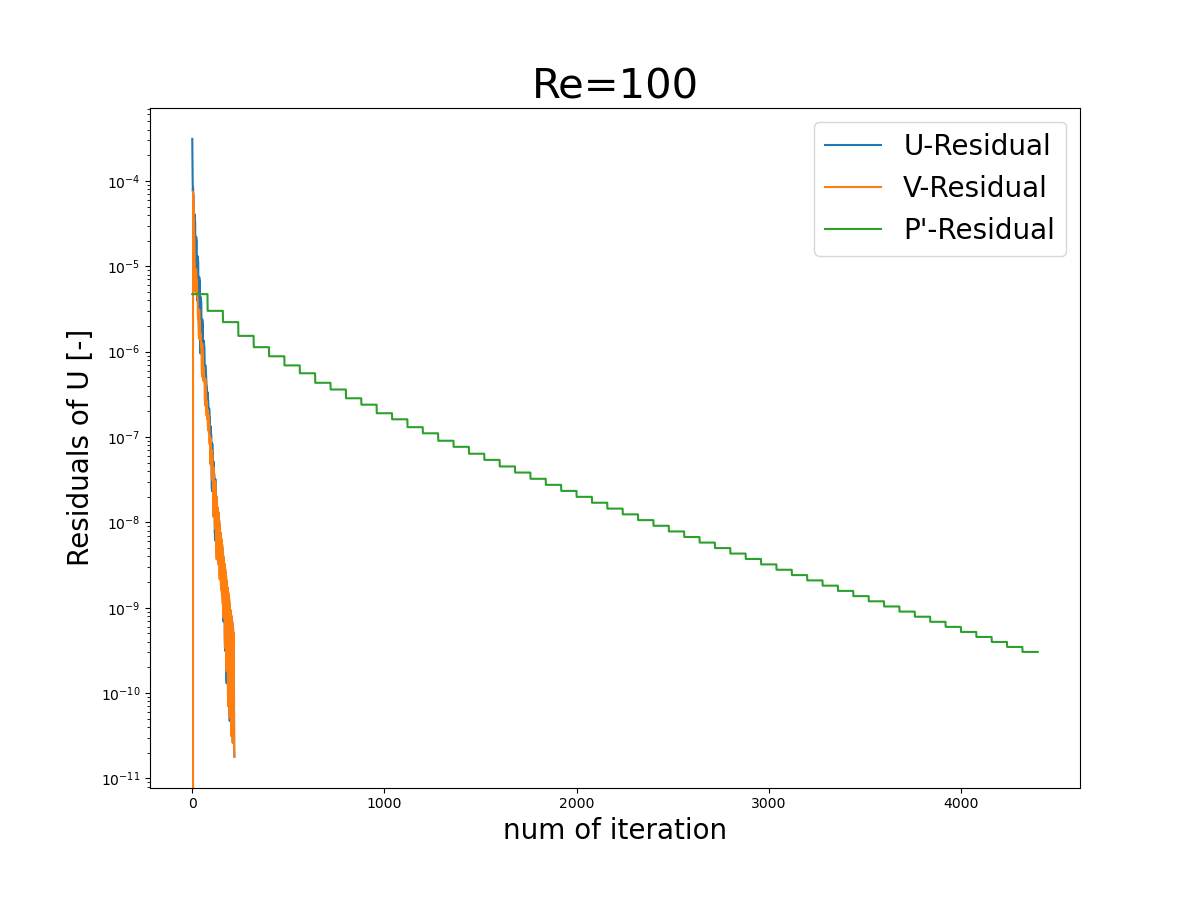 Re=100
U-Residual
V-Residual
P'-Residual
Residuals of U [-]
10⁻⁴
10⁻⁵
10⁻⁶
10⁻⁷
10⁻⁸
10⁻⁹
10⁻¹⁰
10⁻¹¹
0 1000 2000 3000 4000
num of iteration